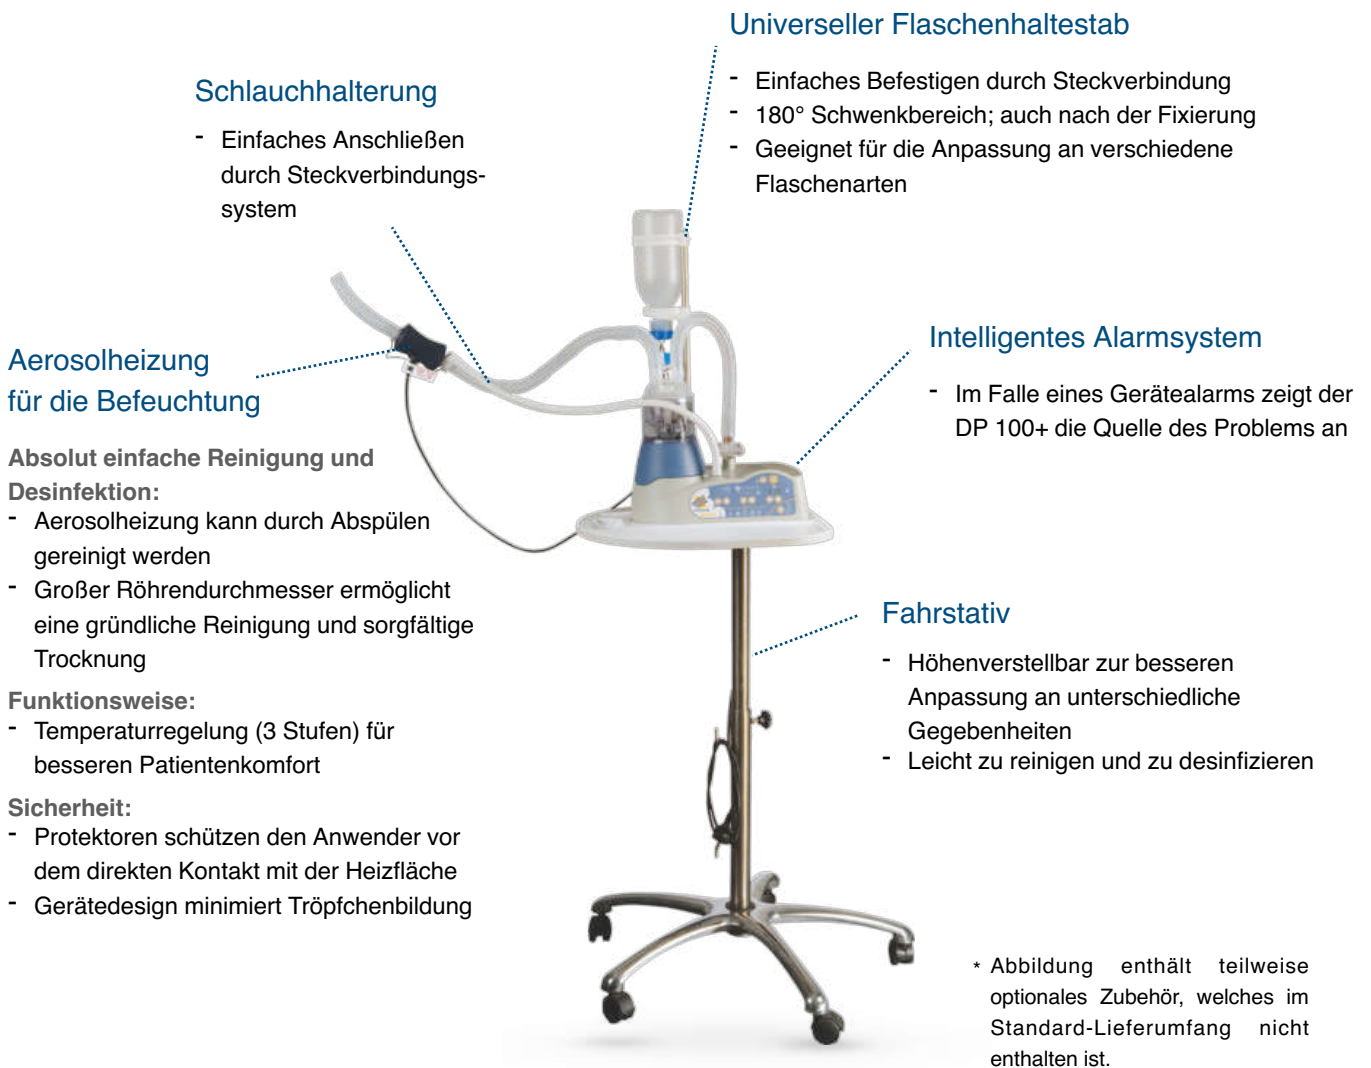 Universeller Flaschenhaltestab
- Einfaches Befestigen durch Steckverbindung
- 180° Schwenkbereich; auch nach der Fixierung
- Geeignet für die Anpassung an verschiedene
Flaschenarten
Schlauchhalterung
- Einfaches Anschließen
durch Steckverbindungs-
system
Aerosolheizung
für die Befeuchtung
Absolut einfache Reinigung und
Desinfektion:
- Aerosolheizung kann durch Abspülen
gereinigt werden
- Großer Röhrendurchmesser ermöglicht
eine gründliche Reinigung und sorgfältige
Trocknung
Funktionsweise:
- Temperaturregelung (3 Stufen) für
besseren Patientenkomfort
Sicherheit:
- Protektoren schützen den Anwender vor
dem direkten Kontakt mit der Heizfläche
- Gerätedesign minimiert Tröpfchenbildung
Intelligentes Alarmsystem
- Im Falle eines Gerätealarms zeigt der
DP 100+ die Quelle des Problems an
Fahrstativ
- Höhenverstellbar zur besseren
Anpassung an unterschiedliche
Gegebenheiten
- Leicht zu reinigen und zu desinfizieren
* Abbildung enthält teilweise
optionales Zubehör, welches im
Standard-Lieferumfang nicht
enthalten ist.